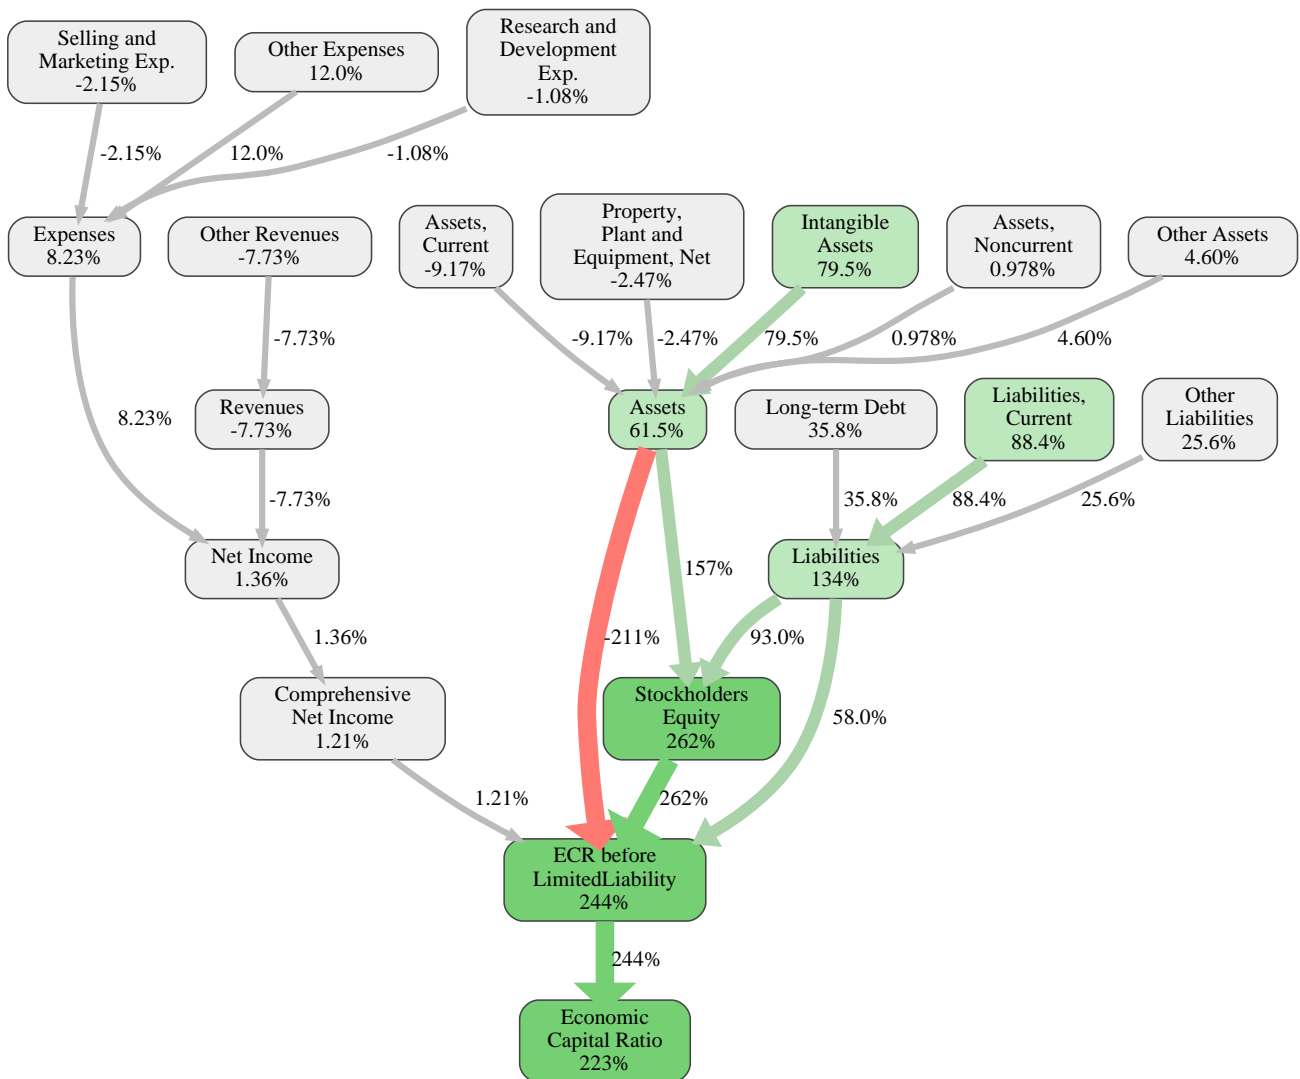 Selling and
Marketing Exp.
-2.15%
Other Expenses
12.0%
Research and
Development
Exp.
-1.08%
-2.15%
12.0%
-1.08%
Expenses
8.23%
Other Revenues
-7.73%
Assets,
Current
-9.17%
Property,
Plant and
Equipment, Net
-2.47%
Intangible
Assets
79.5%
Assets,
Noncurrent
0.978%
Other Assets
4.60%
-7.73%
-9.17%
-2.47%
79.5%
0.978%
4.60%
8.23%
Revenues
-7.73%
Assets
61.5%
Long-term Debt
35.8%
Liabilities,
Current
88.4%
Other
Liabilities
25.6%
-7.73%
35.8%
88.4%
25.6%
Net Income
1.36%
157%
Liabilities
134%
1.36%
-211%
93.0%
Comprehensive
Net Income
1.21%
Stockholders
Equity
262%
58.0%
1.21%
262%
ECR before
LimitedLiability
244%
244%
Economic
Capital Ratio
223%